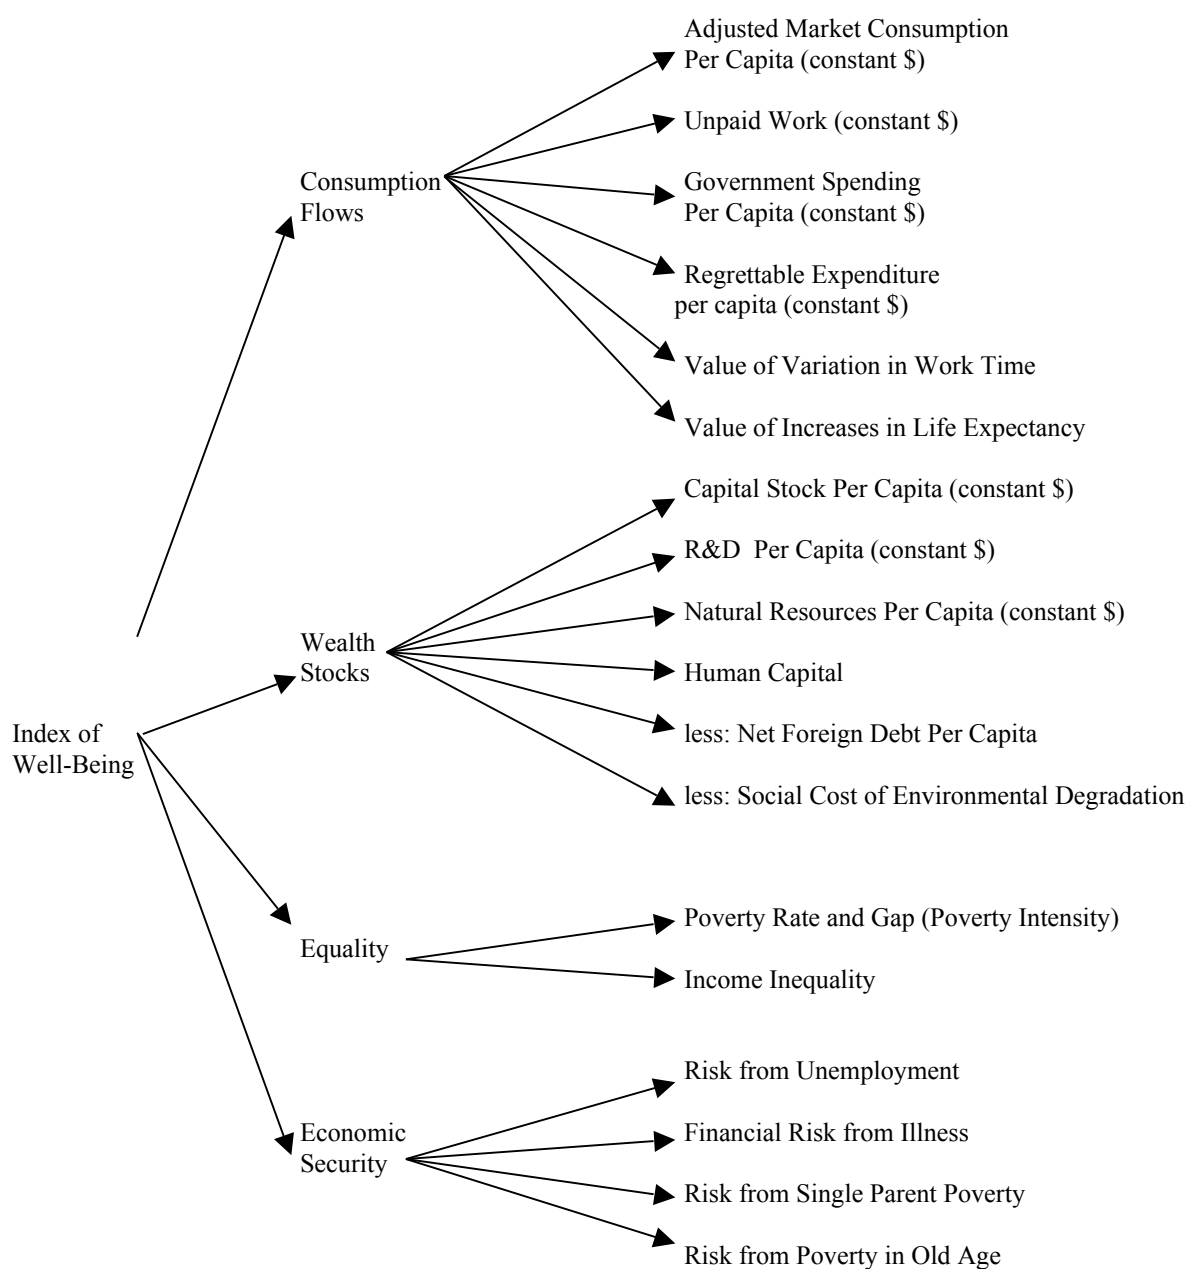 Adjusted Market Consumption
Per Capita (constant $)
Unpaid Work (constant $)
Consumption
Flows
Government Spending
Per Capita (constant $)
Regrettable Expenditure
per capita (constant $)
Value of Variation in Work Time
Value of Increases in Life Expectancy
Capital Stock Per Capita (constant $)
R&D Per Capita (constant $)
Natural Resources Per Capita (constant $)
Wealth
Stocks
Human Capital
Index of
Well-Being
less: Net Foreign Debt Per Capita
less: Social Cost of Environmental Degradation
Poverty Rate and Gap (Poverty Intensity)
Equality
Income Inequality
Risk from Unemployment
Economic
Security
Financial Risk from Illness
Risk from Single Parent Poverty
Risk from Poverty in Old Age